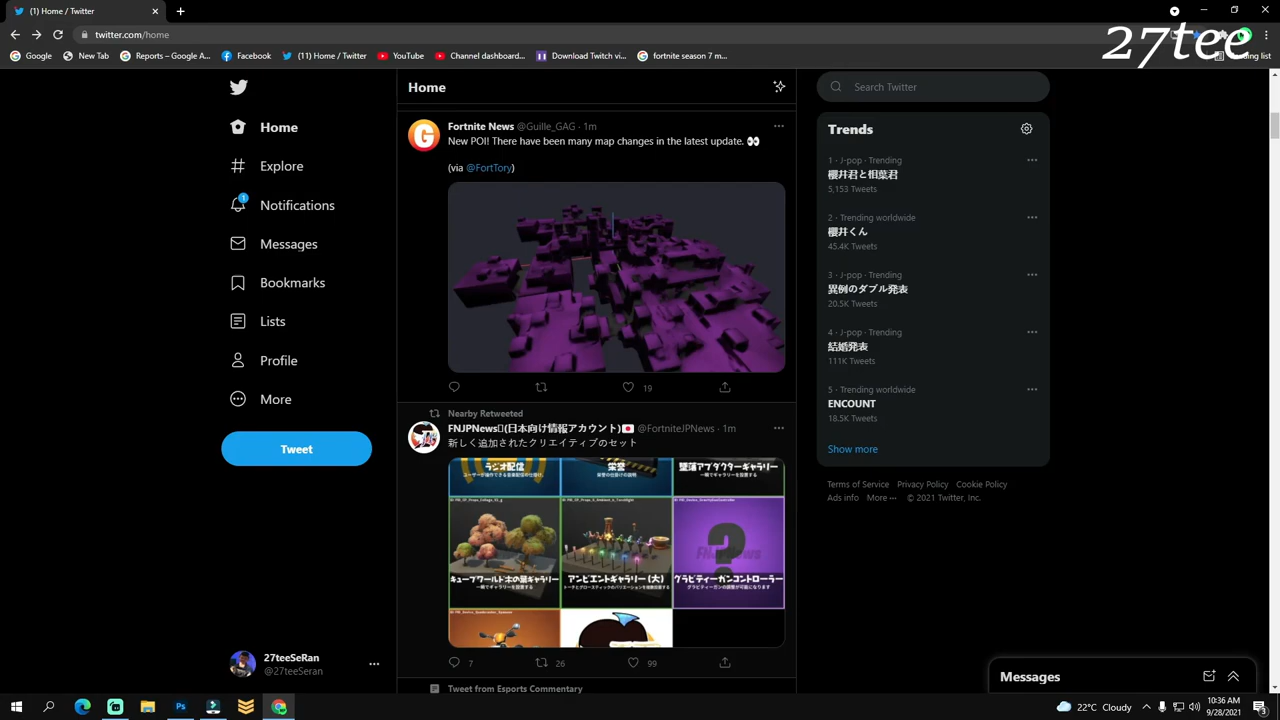 (1) Home / Twitter
27tee
twitter.com/home
Google
New Tab
Reports – Google A...
Facebook
(11) Home / Twitter
YouTube
Channel dashboard...
Download Twitch vi...
fortnite season 7 m...
Home
Search Twitter
Home
Explore
Notifications
1
Messages
Bookmarks
Lists
Profile
More
Tweet
Fortnite News @Guille_GAG · 1m
New POI! There have been many map changes in the latest update. 👀
(via @FortTory)
19
Nearby Retweeted
FNJPNews (日本向け情報アカウント)🇯🇵 @FortniteJPNews · 1m
新しく追加されたクリエイティブのセット
ラジオ配信
栄誉
墜落アブダクターギャラリー
キューブワールド木の葉ギャラリー
アンビエントギャラリー (大)
グラビティーガンコントローラー
7
26
99
Tweet from Esports Commentary
Trends
1 · J-pop · Trending
櫻井君と相葉君
5,153 Tweets
2 · Trending worldwide
櫻井くん
45.4K Tweets
3 · J-pop · Trending
異例のダブル発表
20.5K Tweets
4 · J-pop · Trending
結婚発表
111K Tweets
5 · Trending worldwide
ENCOUNT
18.5K Tweets
Show more
Terms of Service Privacy Policy Cookie Policy
Ads info More ··· © 2021 Twitter, Inc.
27teeSeRan
@27teeSeran
Messages
22°C Cloudy
10:36 AM
9/28/2021
3